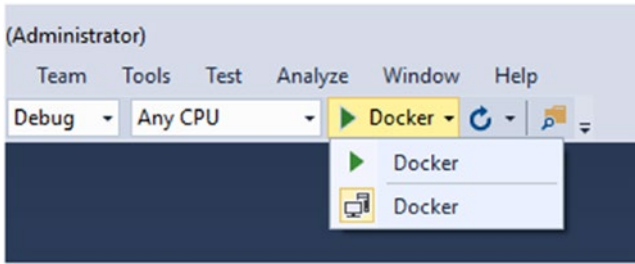 (Administrator)
Team Tools Test Analyze Window Help
Debug Any CPU Docker
Docker
Docker